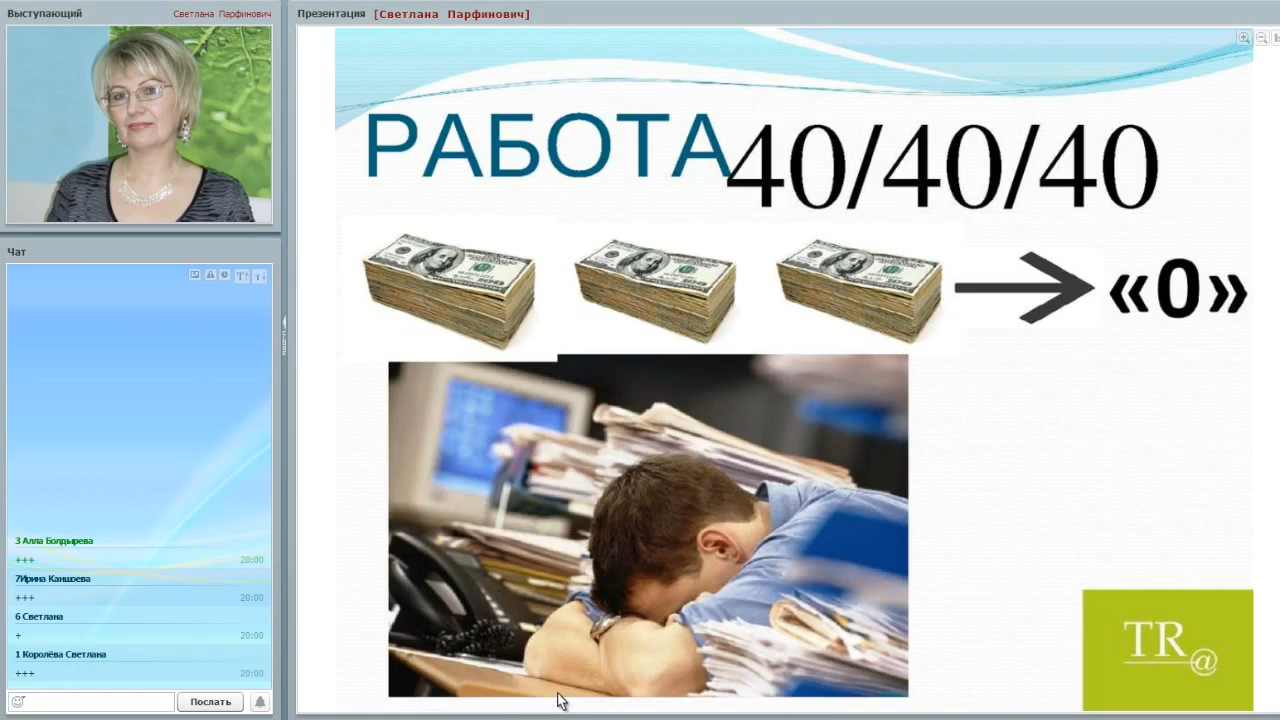 Выступающий
Светлана Парфинович
Презентация [Светлана Парфинович]
РАБОТА 40/40/40
«0»
Чат
3 Алла Болдырева
+++ 20:00
7Ирина Каншоева
+++ 20:00
6 Светлана
+ 20:00
1 Королёва Светлана
+++ 20:00
Послать
TR@